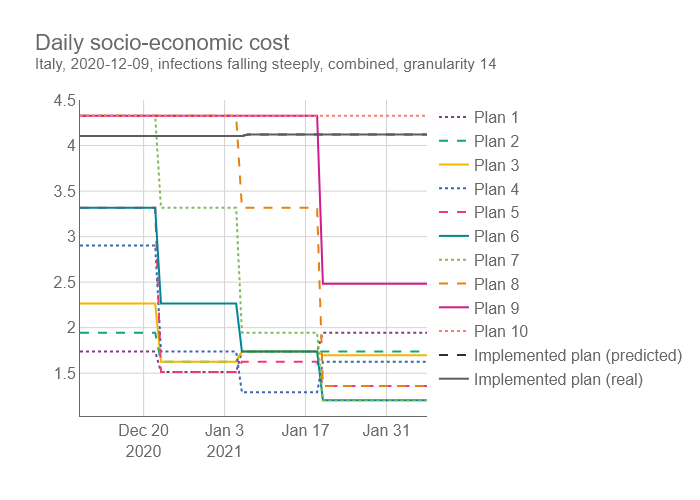 Daily socio-economic cost
Italy, 2020-12-09, infections falling steeply, combined, granularity 14
4.5
4
3.5
3
2.5
2
1.5
Dec 20
2020
Jan 3
2021
Jan 17
Jan 31
Plan 1
Plan 2
Plan 3
Plan 4
Plan 5
Plan 6
Plan 7
Plan 8
Plan 9
Plan 10
Implemented plan (predicted)
Implemented plan (real)